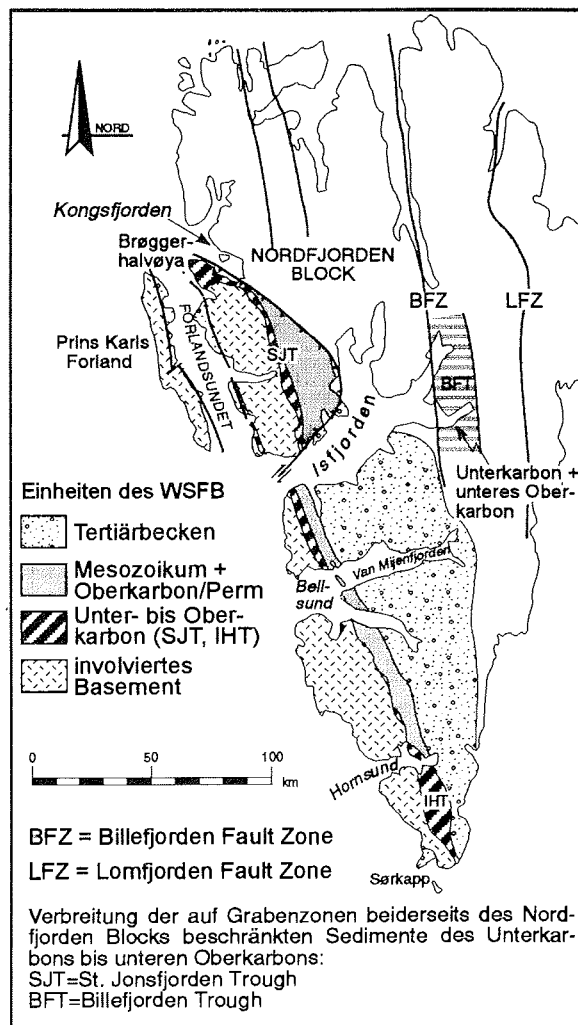 NORD
Kongsfjorden
Brøgger-
halvøya
NORDFJORDEN
BLOCK
BFZ
LFZ
Prins Karls
Forland
FORLANDSUNDET
SJT
BFT
Isfjorden
Unterkarbon +
unteres Ober-
karbon
Einheiten des WSFB
Tertiärbecken
Mesozoikum +
Oberkarbon/Perm
Unter- bis Ober-
karbon (SJT, IHT)
involviertes
Basement
Van Mijenfjorden
Bell-
sund
0 50 100
km
Hornsund
IHT
Sørkapp
BFZ = Billefjorden Fault Zone
LFZ = Lomfjorden Fault Zone
Verbreitung der auf Grabenzonen beiderseits des Nord-
fjorden Blocks beschränkten Sedimente des Unterkar-
bons bis unteren Oberkarbons:
SJT=St. Jonsfjorden Trough
BFT=Billefjorden Trough